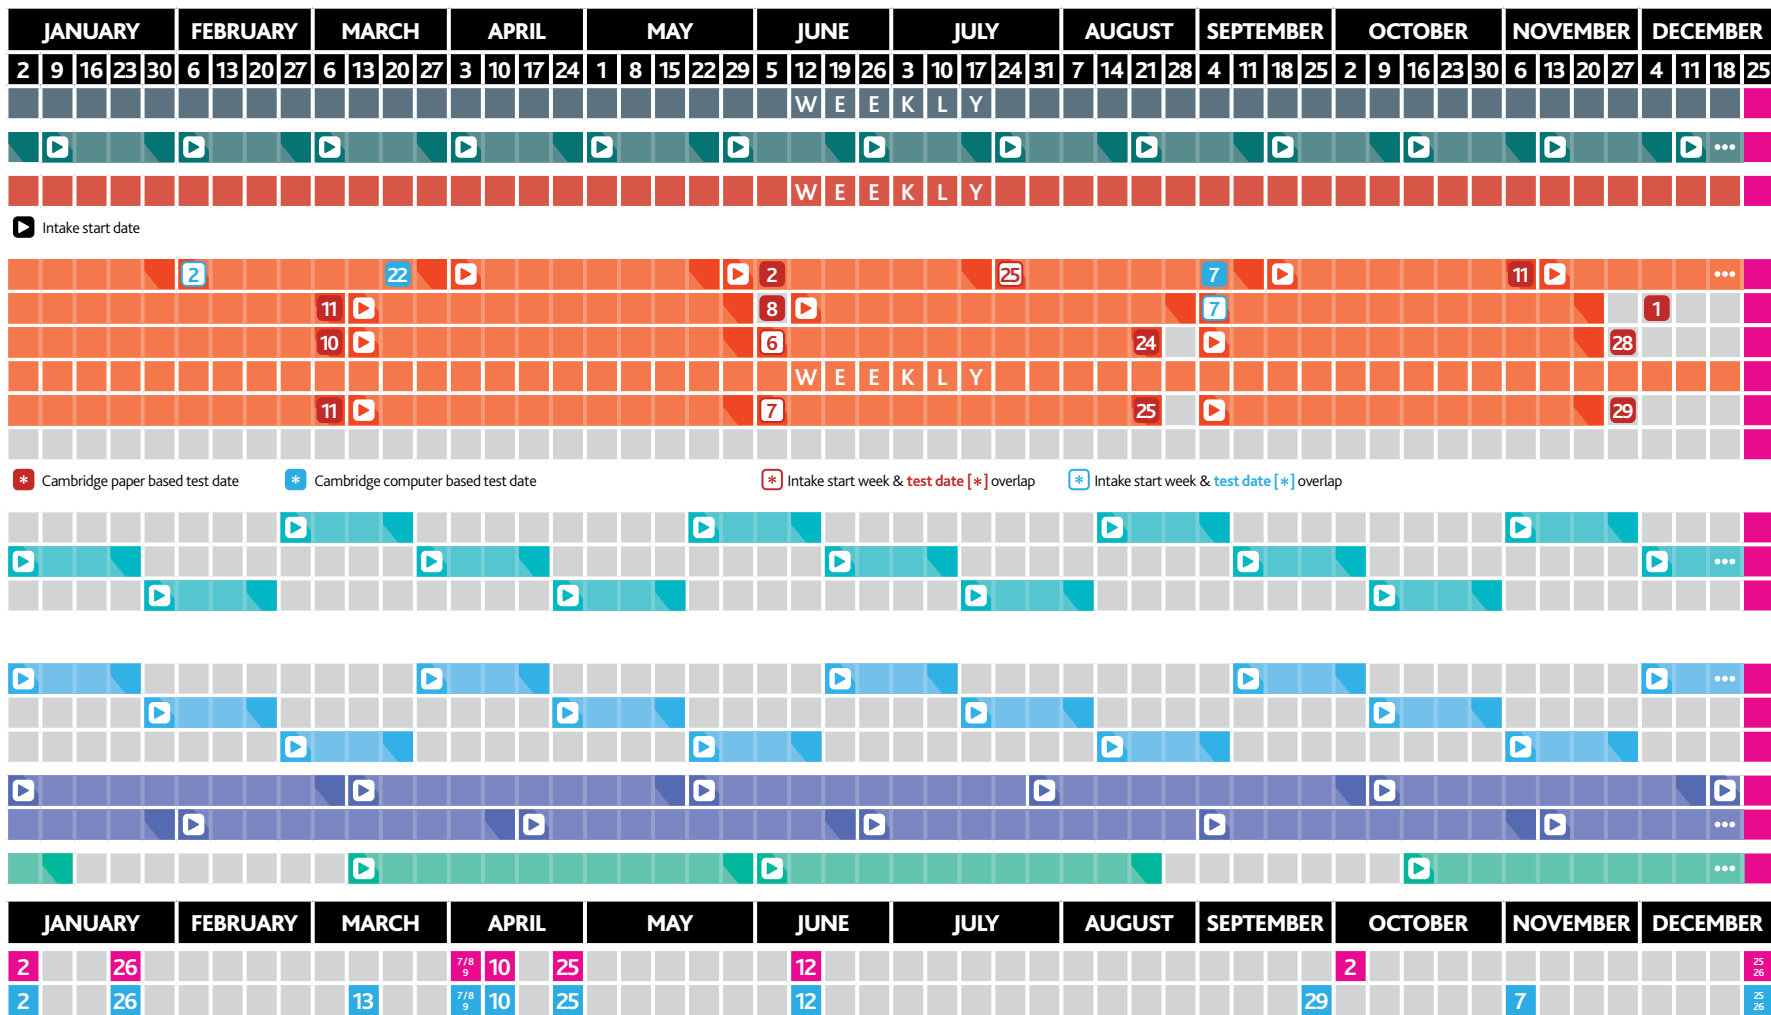 JANUARY FEBRUARY MARCH APRIL MAY JUNE JULY AUGUST SEPTEMBER OCTOBER NOVEMBER DECEMBER
2 9 16 23 30 6 13 20 27 6 13 20 27 3 10 17 24 1 8 15 22 29 5 12 19 26 3 10 17 24 31 7 14 21 28 4 11 18 25 2 9 16 23 30 6 13 20 27 4 11 18 25
W E E K L Y
•••
W E E K L Y
Intake start date
2 22 2 25 7 11 •••
11 8 7 1
10 6 24 28
W E E K L Y
11 7 25 29
* Cambridge paper based test date * Cambridge computer based test date * Intake start week & test date [*] overlap * Intake start week & test date [*] overlap
•••
•••
•••
•••
JANUARY FEBRUARY MARCH APRIL MAY JUNE JULY AUGUST SEPTEMBER OCTOBER NOVEMBER DECEMBER
2 26 7/8 9 10 25 12 2 25 26
2 26 13 7/8 9 10 25 12 29 7 25 26